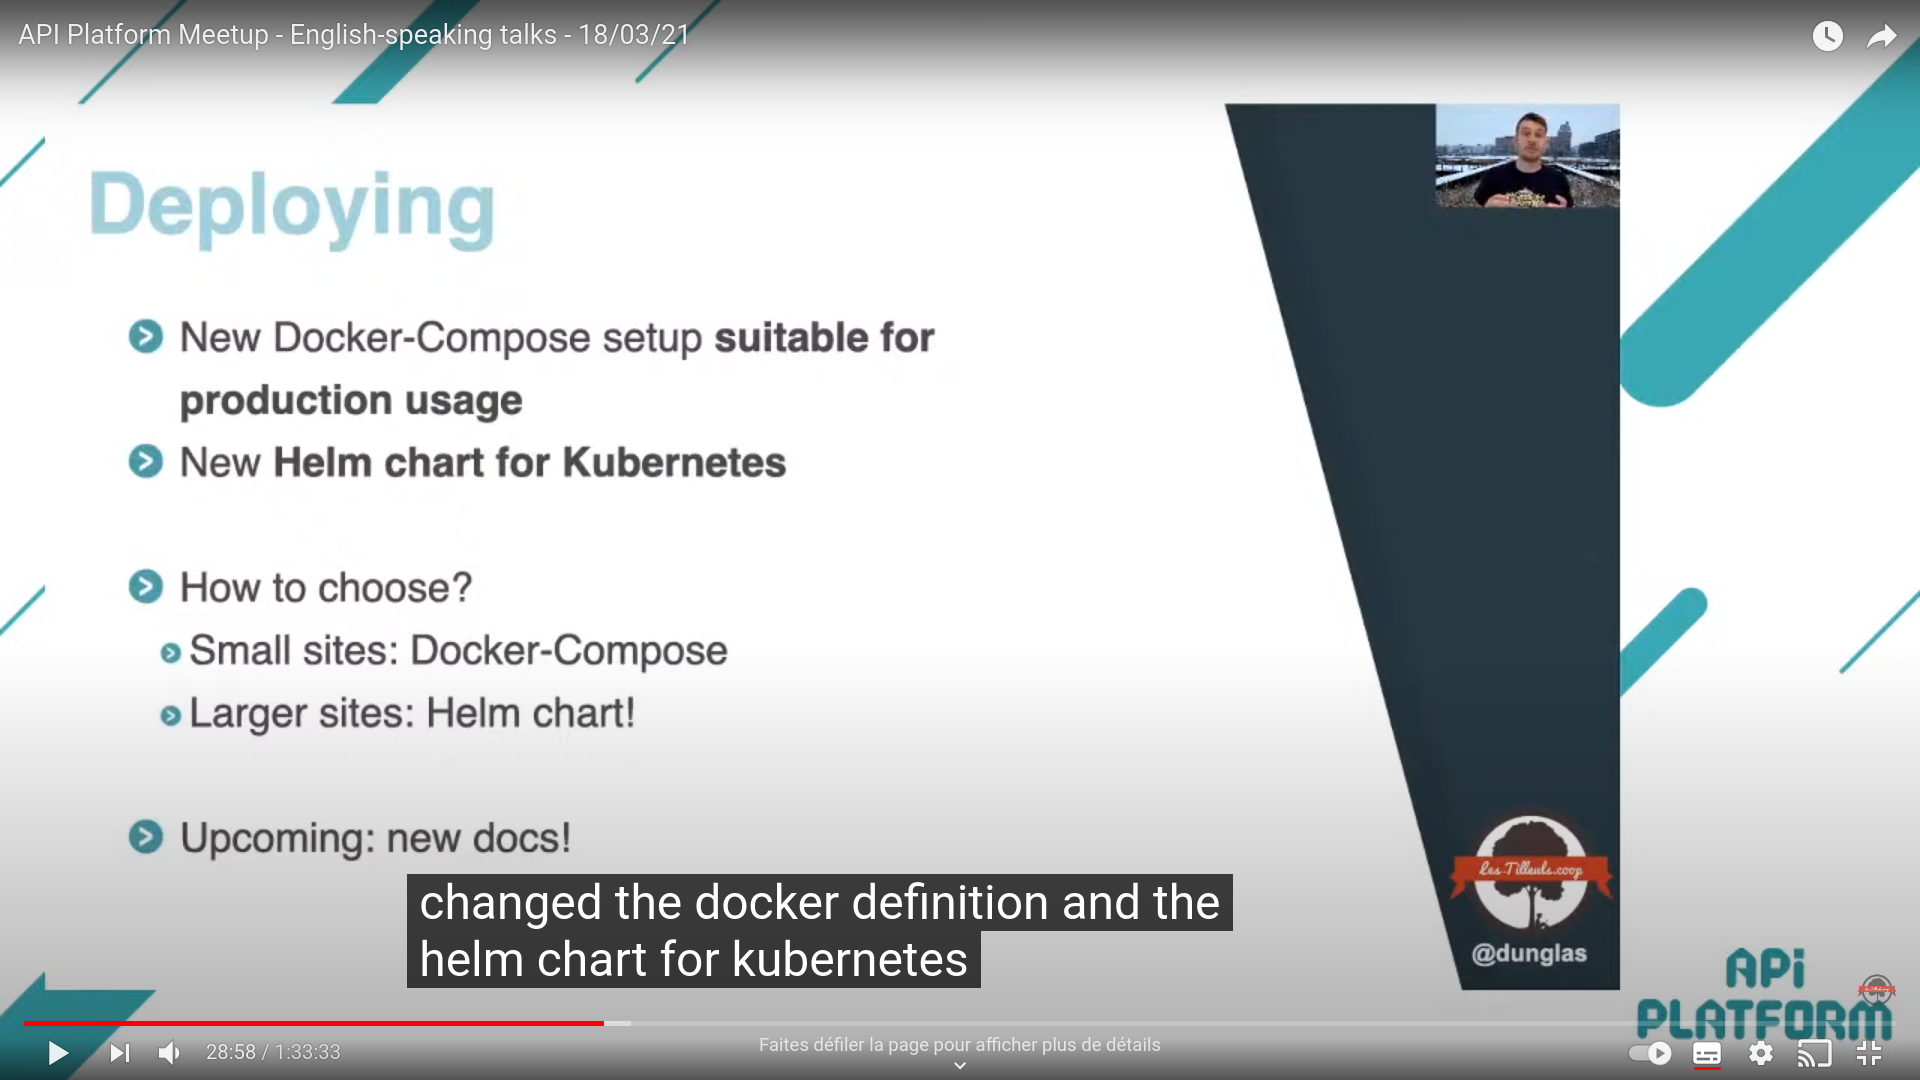 API Platform Meetup - English-speaking talks - 18/03/21
Deploying
New Docker-Compose setup suitable for
production usage
New Helm chart for Kubernetes
How to choose?
Small sites: Docker-Compose
Larger sites: Helm chart!
Upcoming: new docs!
changed the docker definition and the
helm chart for kubernetes
Les-Tilleuls.coop
@dunglas
API
PLATFORM
28:58 / 1:33:33
Faites défiler la page pour afficher plus de détails